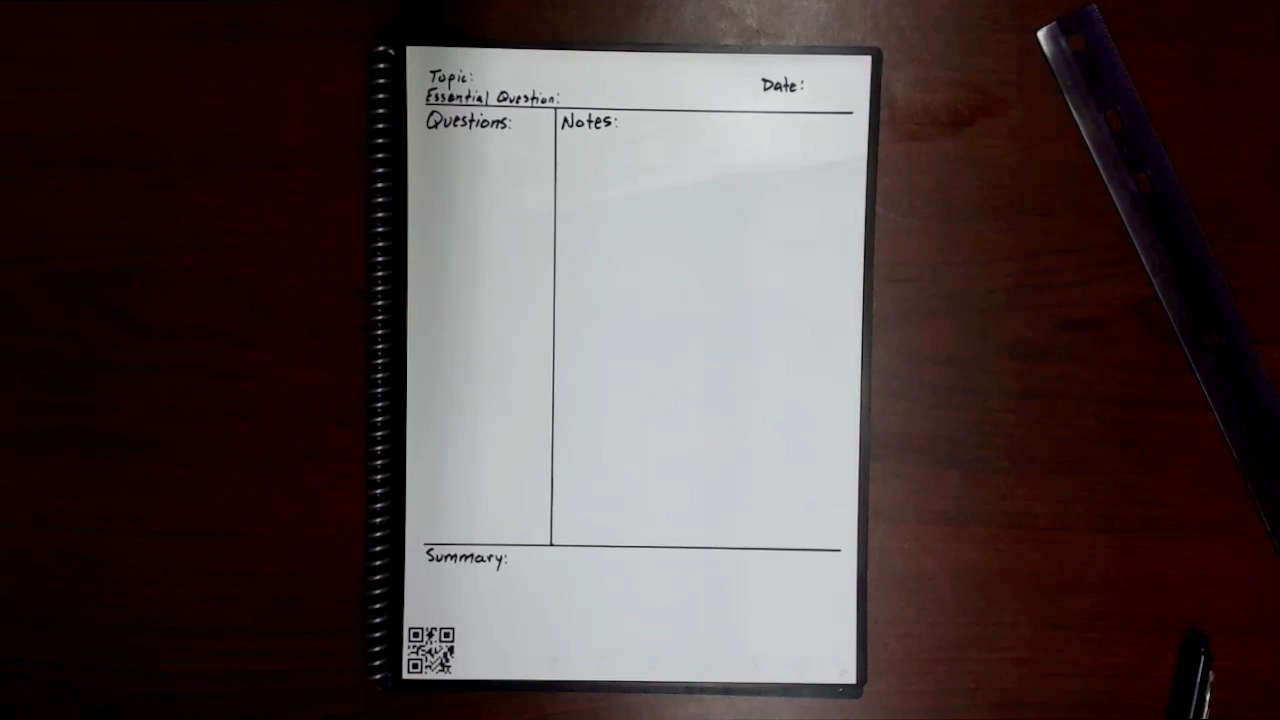 Topic:
Date:
Essential Question:
Questions:
Notes:
Summary: